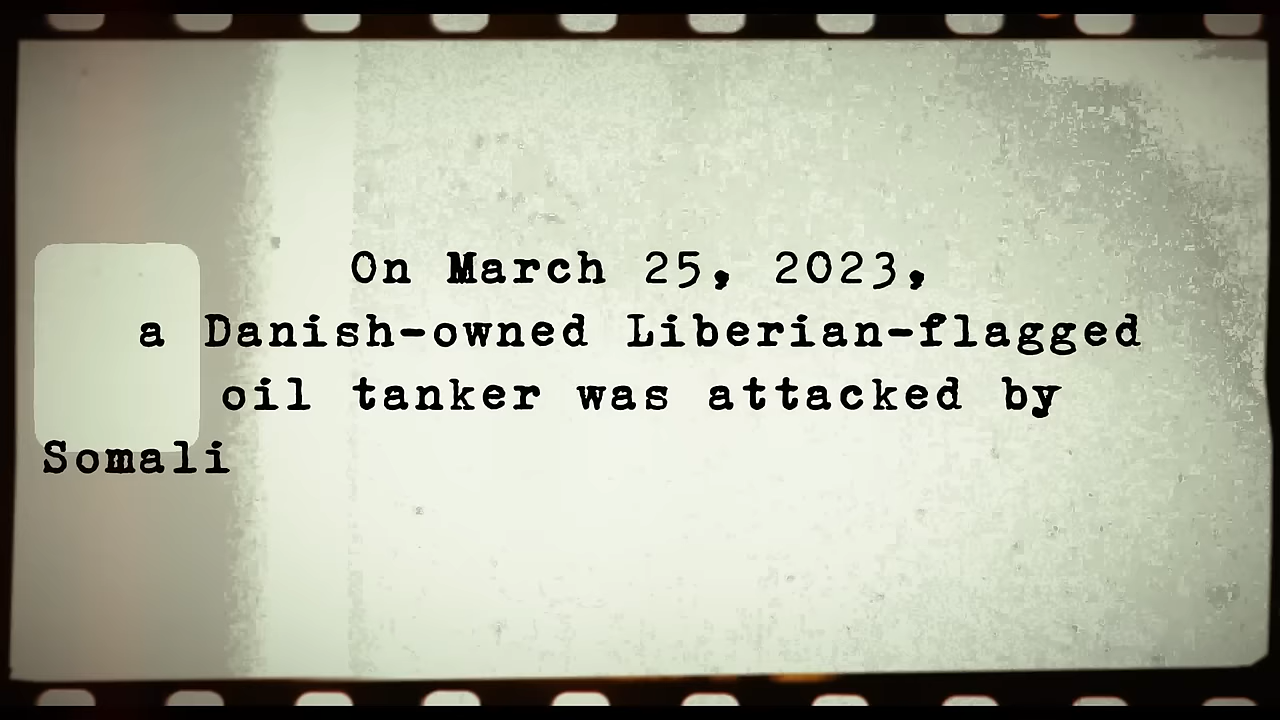 On March 25, 2023,
a Danish-owned Liberian-flagged
oil tanker was attacked by
Somali